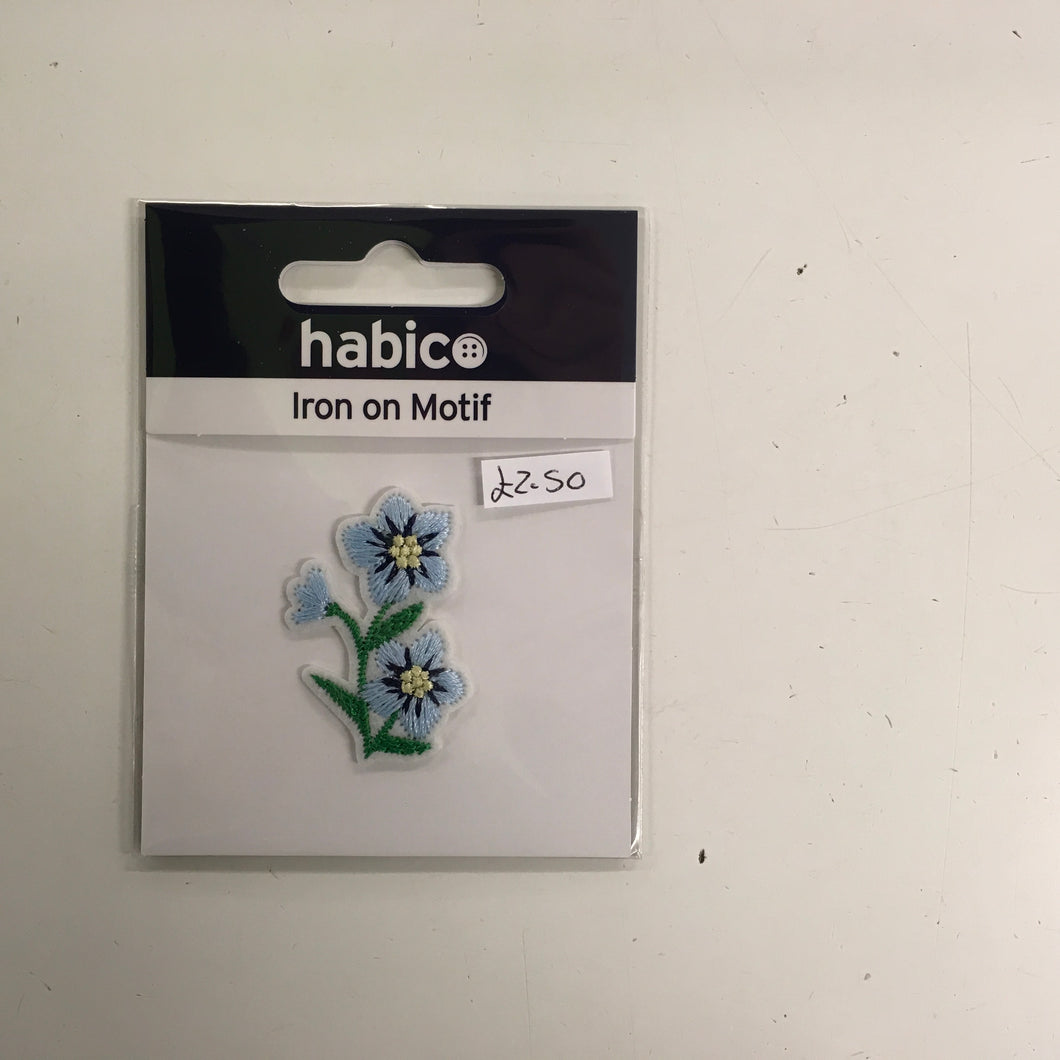 habico
Iron on Motif
£2.50